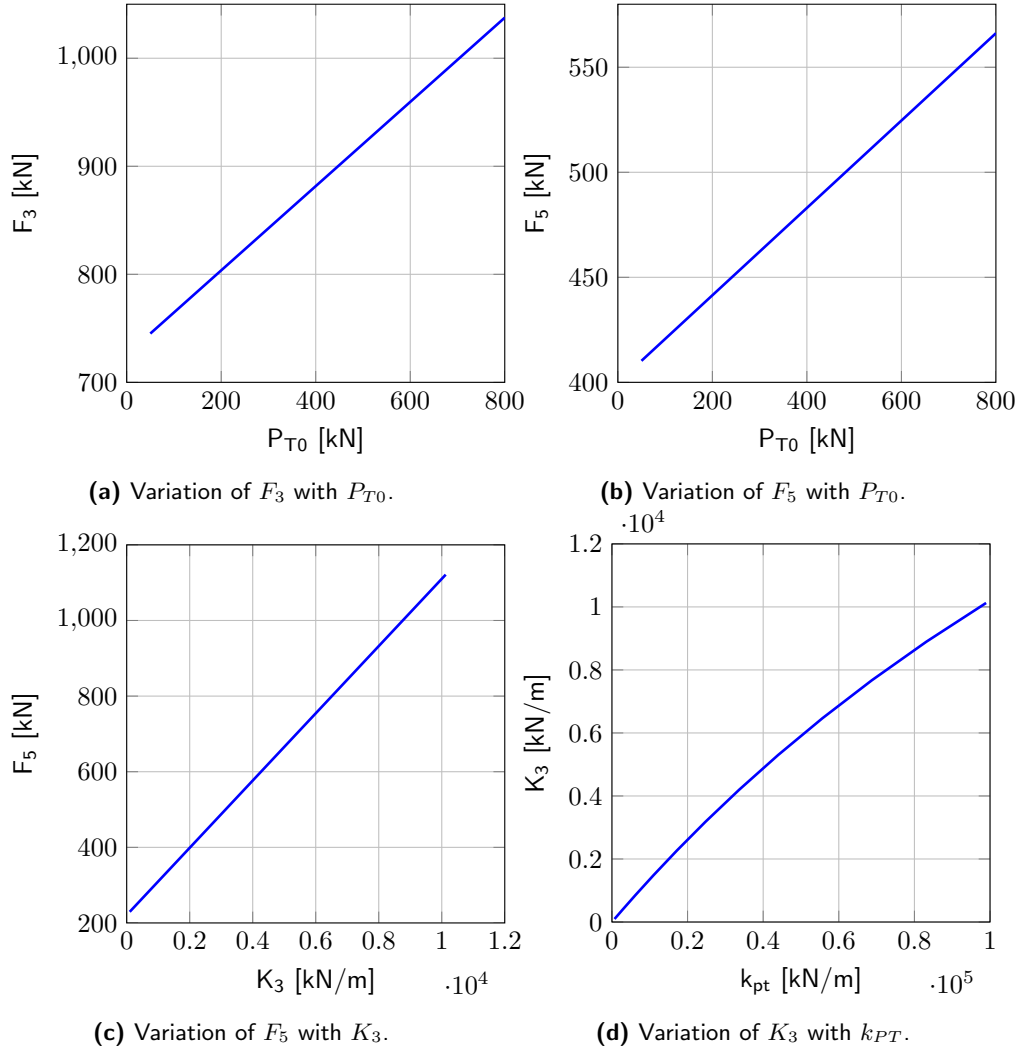 1,000
900
800
700
F3 [kN]
0 200 400 600 800
PT0 [kN]
(a) Variation of F3 with PT0.
550
500
450
400
F5 [kN]
0 200 400 600 800
PT0 [kN]
(b) Variation of F5 with PT0.
1,200
1,000
800
600
400
200
F5 [kN]
0 0.2 0.4 0.6 0.8 1 1.2
K3 [kN/m] ·10^4
(c) Variation of F5 with K3.
·10^4
1.2
1
0.8
0.6
0.4
0.2
0
K3 [kN/m]
0 0.2 0.4 0.6 0.8 1
kpt [kN/m] ·10^5
(d) Variation of K3 with kPT.